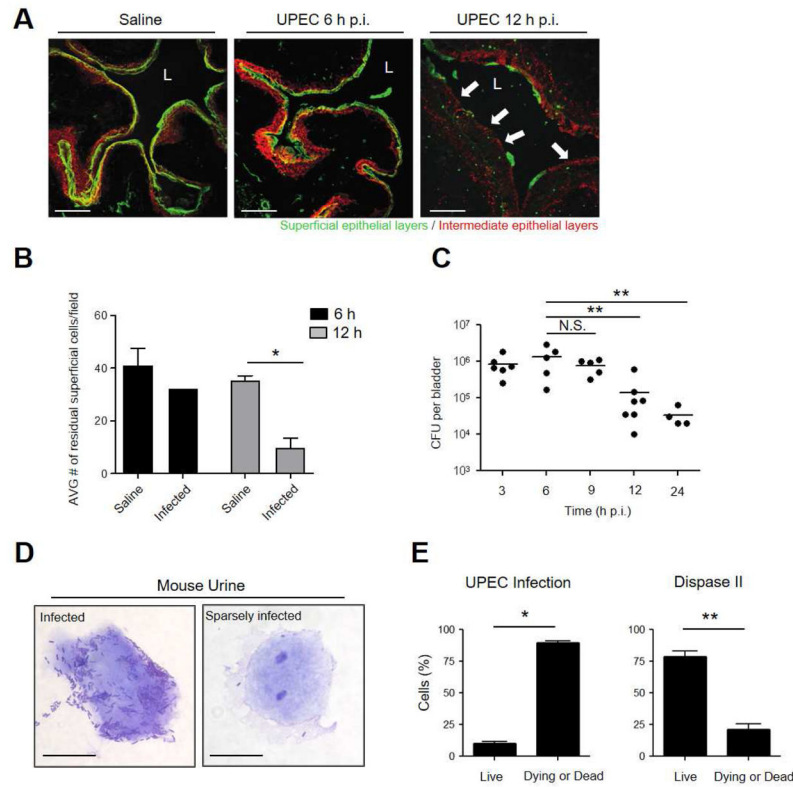 A
Saline
UPEC 6 h p.i.
UPEC 12 h p.i.
L
L
L
Superficial epithelial layers / Intermediate epithelial layers
B
AVG # of residual superficial cells/field
60
40
20
0
6 h
12 h
*
Saline
Infected
Saline
Infected
C
CFU per bladder
10⁷
10⁶
10⁵
10⁴
10³
**
**
N.S.
3 6 9 12 24
Time (h p.i.)
D
Mouse Urine
Infected
Sparsely infected
E
UPEC Infection
Cells (%)
100
75
50
25
0
*
Live Dying or Dead
Dispase II
100
75
50
25
0
**
Live Dying or Dead